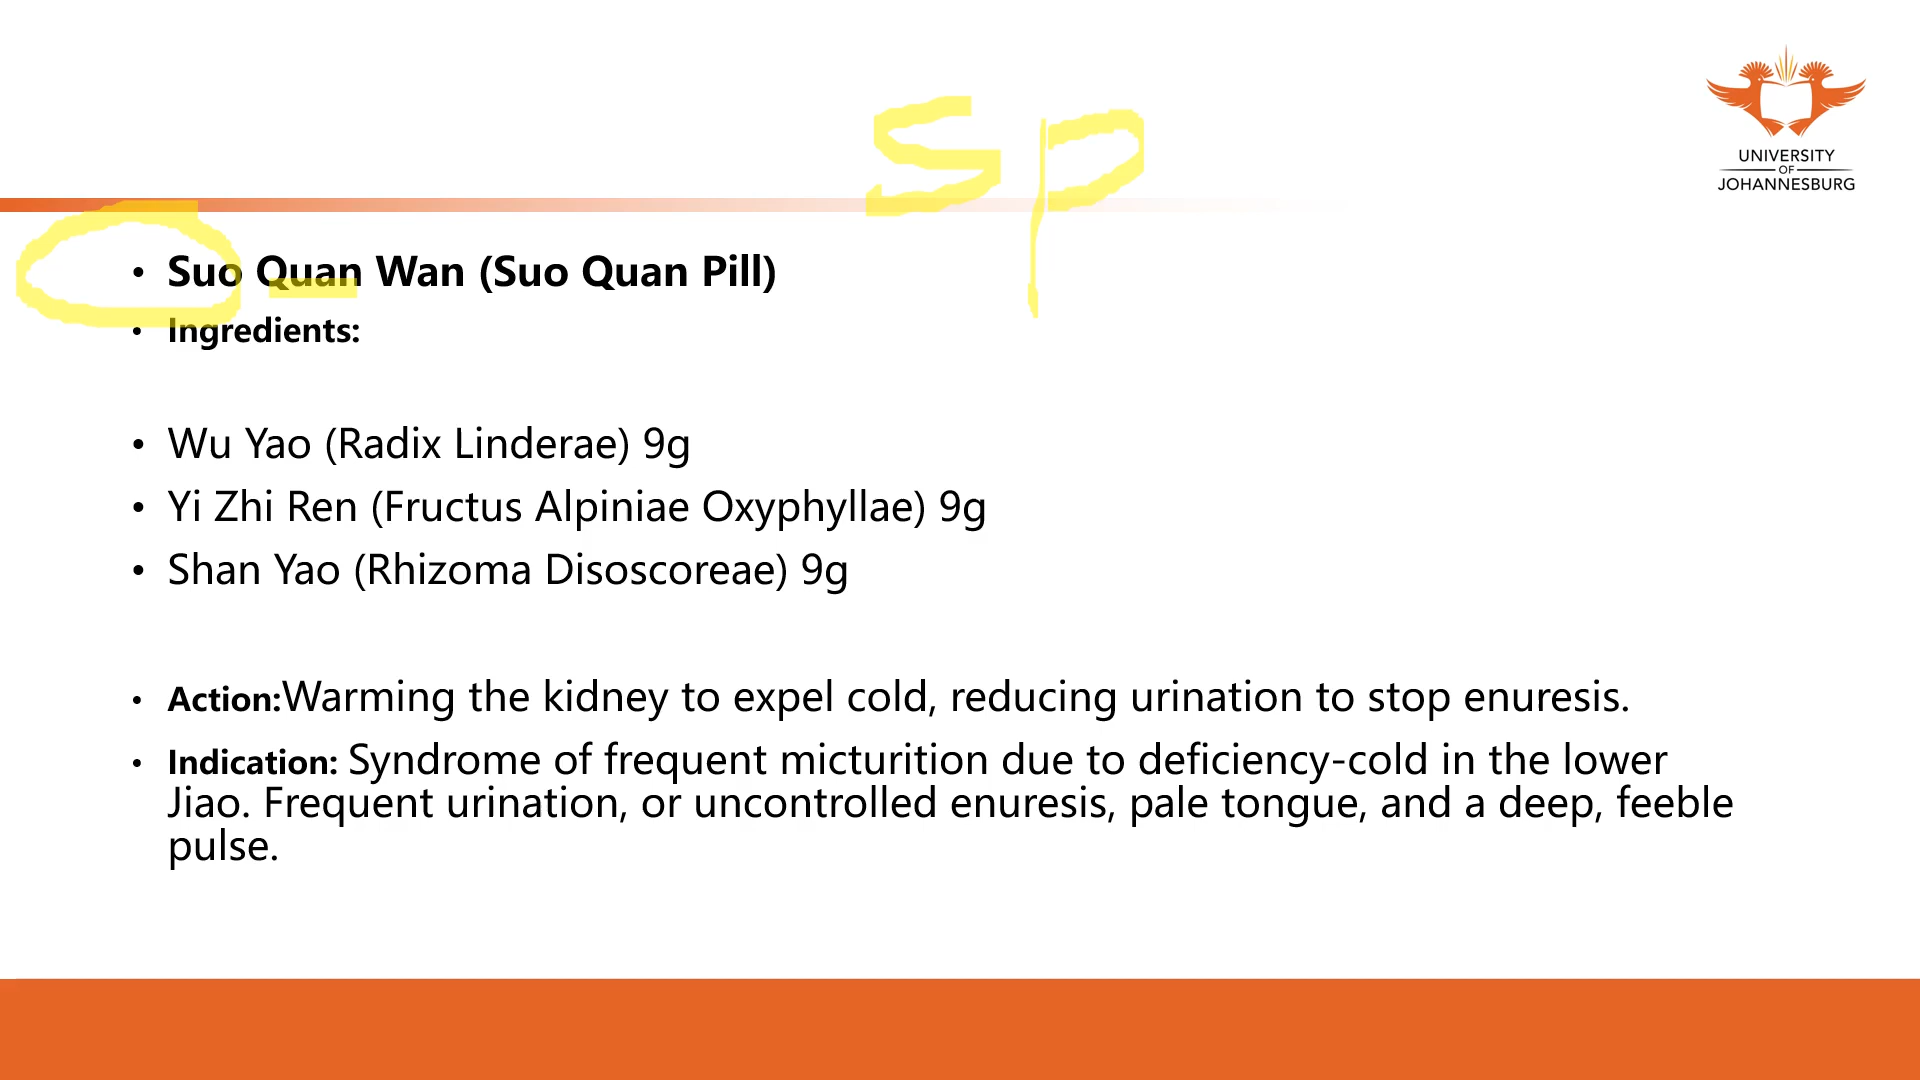 UNIVERSITY
OF
JOHANNESBURG
sp
• Suo Quan Wan (Suo Quan Pill)
• Ingredients:
• Wu Yao (Radix Linderae) 9g
• Yi Zhi Ren (Fructus Alpiniae Oxyphyllae) 9g
• Shan Yao (Rhizoma Disoscoreae) 9g
• Action:Warming the kidney to expel cold, reducing urination to stop enuresis.
• Indication: Syndrome of frequent micturition due to deficiency-cold in the lower
Jiao. Frequent urination, or uncontrolled enuresis, pale tongue, and a deep, feeble
pulse.